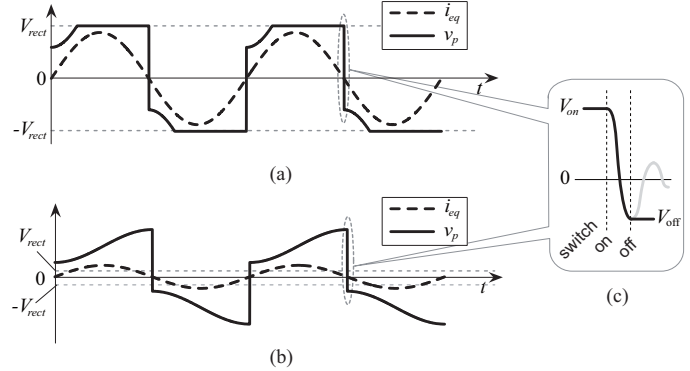 V_rect
0
-V_rect
i_eq
v_p
t
(a)
V_rect
0
-V_rect
i_eq
v_p
t
(b)
V_on
0
V_off
switch
on
off
(c)